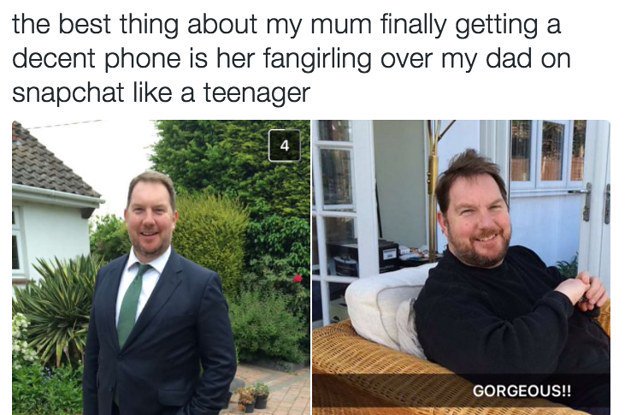 the best thing about my mum finally getting a
decent phone is her fangirling over my dad on
snapchat like a teenager
4
GORGEOUS!!